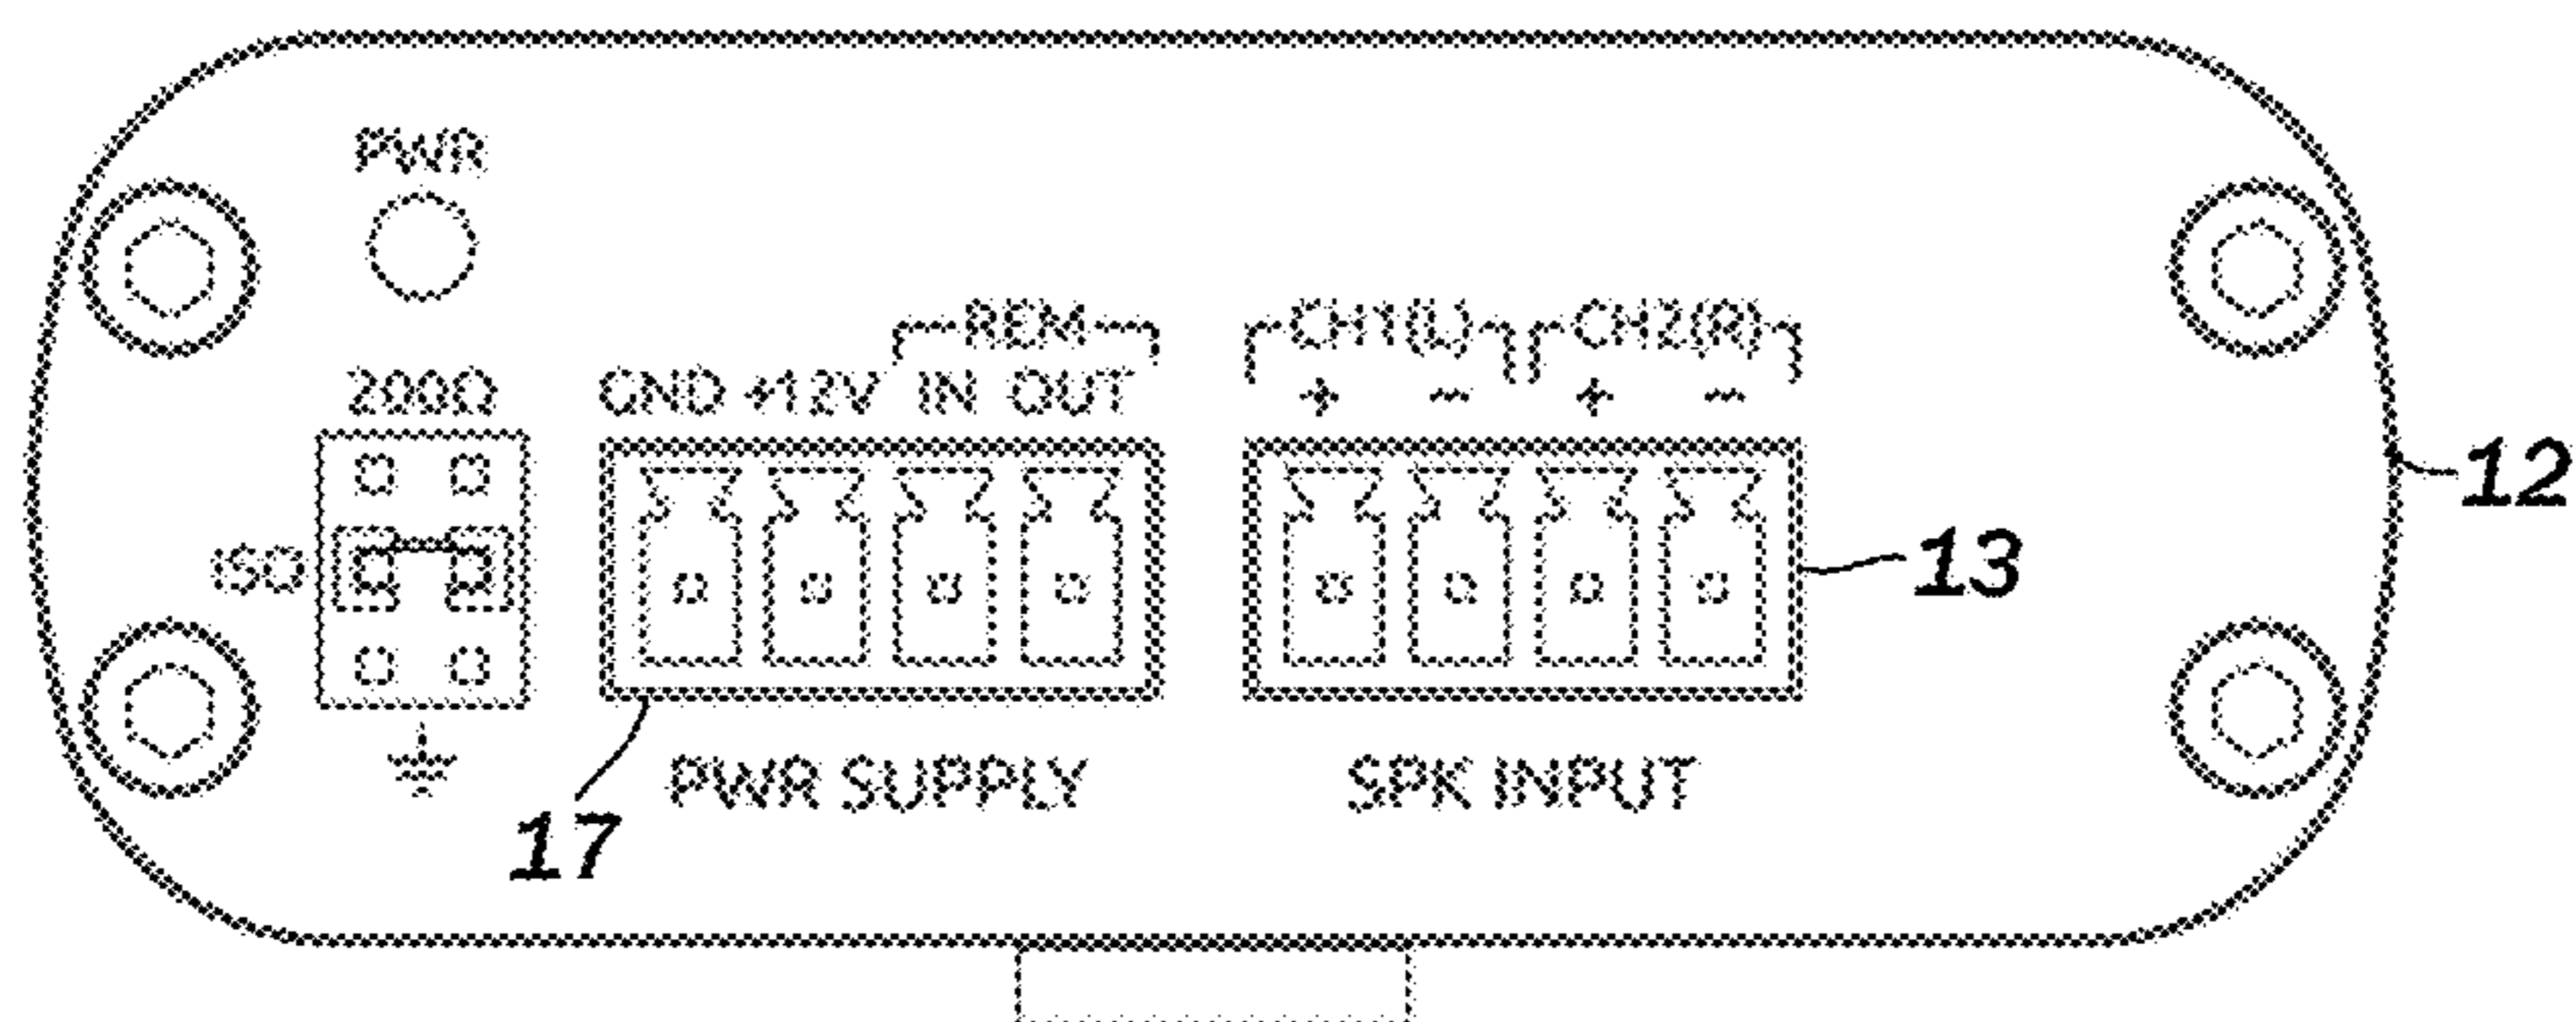 PWR
REM CH1(L) CH2(R)
200Ω GND +12V IN OUT + - + -
12
13
ISO
PWR SUPPLY SPK INPUT
17